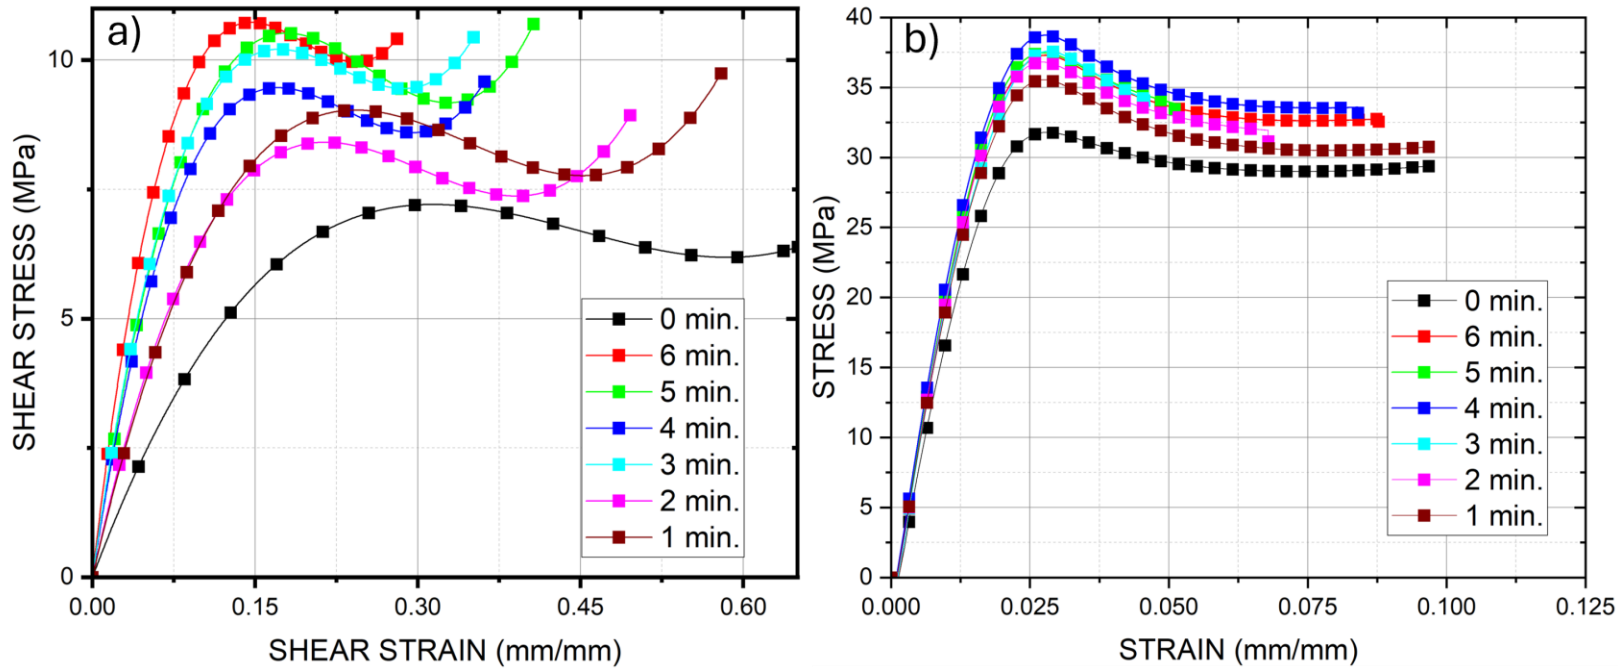 a)
SHEAR STRESS (MPa)
10
5
0
0.00
0.15
0.30
0.45
0.60
SHEAR STRAIN (mm/mm)
0 min.
6 min.
5 min.
4 min.
3 min.
2 min.
1 min.
b)
STRESS (MPa)
40
35
30
25
20
15
10
5
0
0.000
0.025
0.050
0.075
0.100
0.125
STRAIN (mm/mm)
0 min.
6 min.
5 min.
4 min.
3 min.
2 min.
1 min.